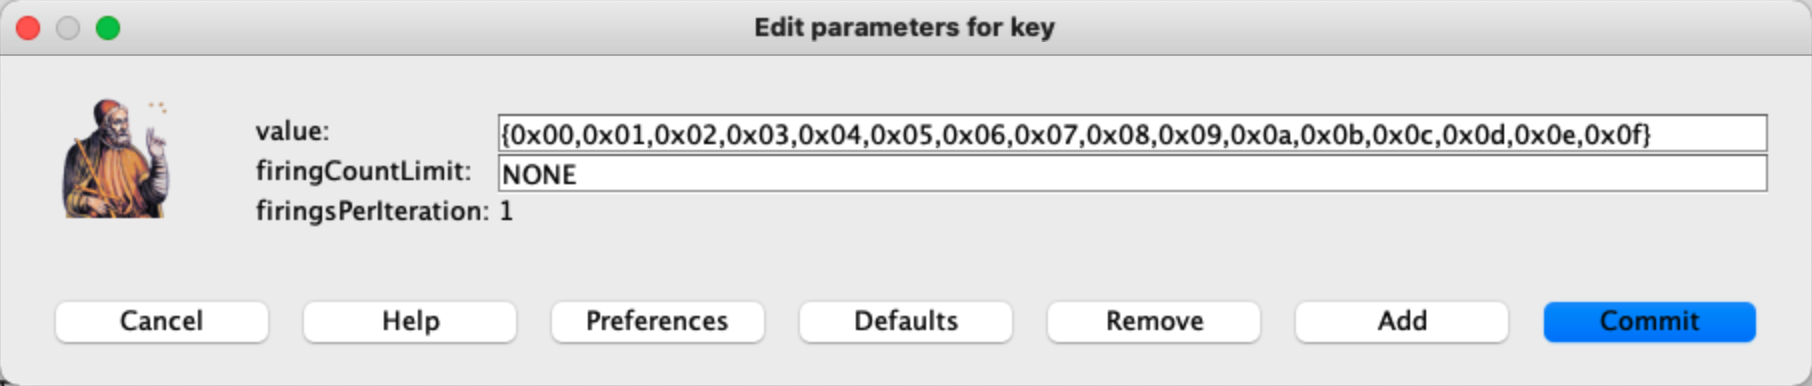 Edit parameters for key
value: {0x00,0x01,0x02,0x03,0x04,0x05,0x06,0x07,0x08,0x09,0x0a,0x0b,0x0c,0x0d,0x0e,0x0f}
firingCountLimit: NONE
firingsPerIteration: 1
Cancel Help Preferences Defaults Remove Add Commit